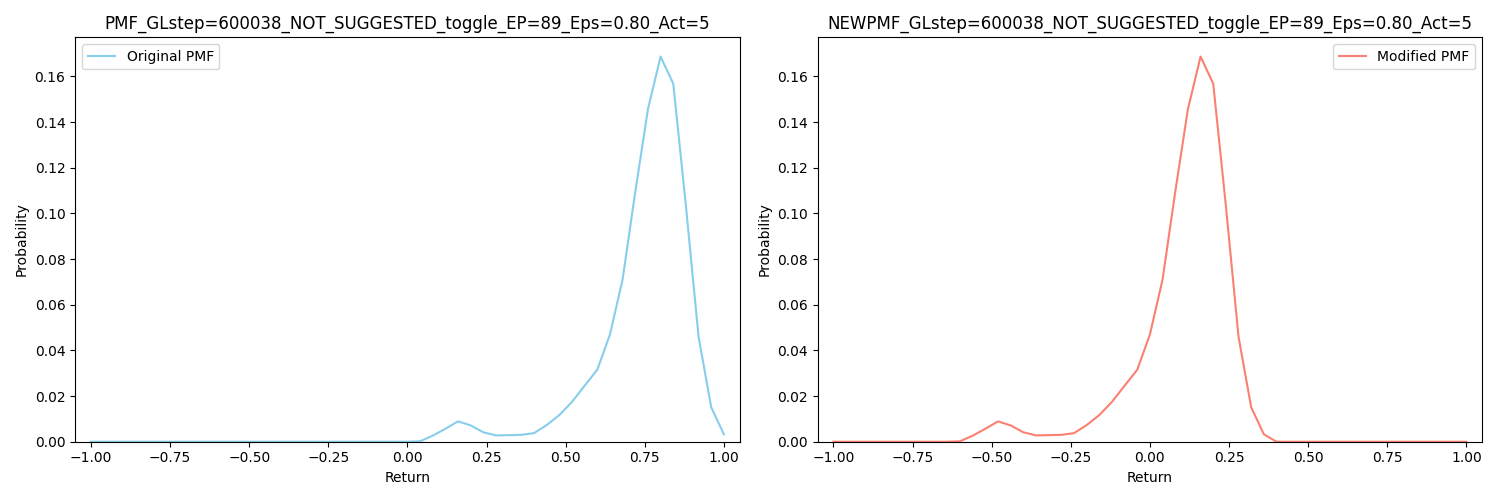 PMF_GLstep=600038_NOT_SUGGESTED_toggle_EP=89_Eps=0.80_Act=5
Original PMF
Probability
0.16
0.14
0.12
0.10
0.08
0.06
0.04
0.02
0.00
−1.00 −0.75 −0.50 −0.25 0.00 0.25 0.50 0.75 1.00
Return
NEWPMF_GLstep=600038_NOT_SUGGESTED_toggle_EP=89_Eps=0.80_Act=5
Modified PMF
Probability
0.16
0.14
0.12
0.10
0.08
0.06
0.04
0.02
0.00
−1.00 −0.75 −0.50 −0.25 0.00 0.25 0.50 0.75 1.00
Return